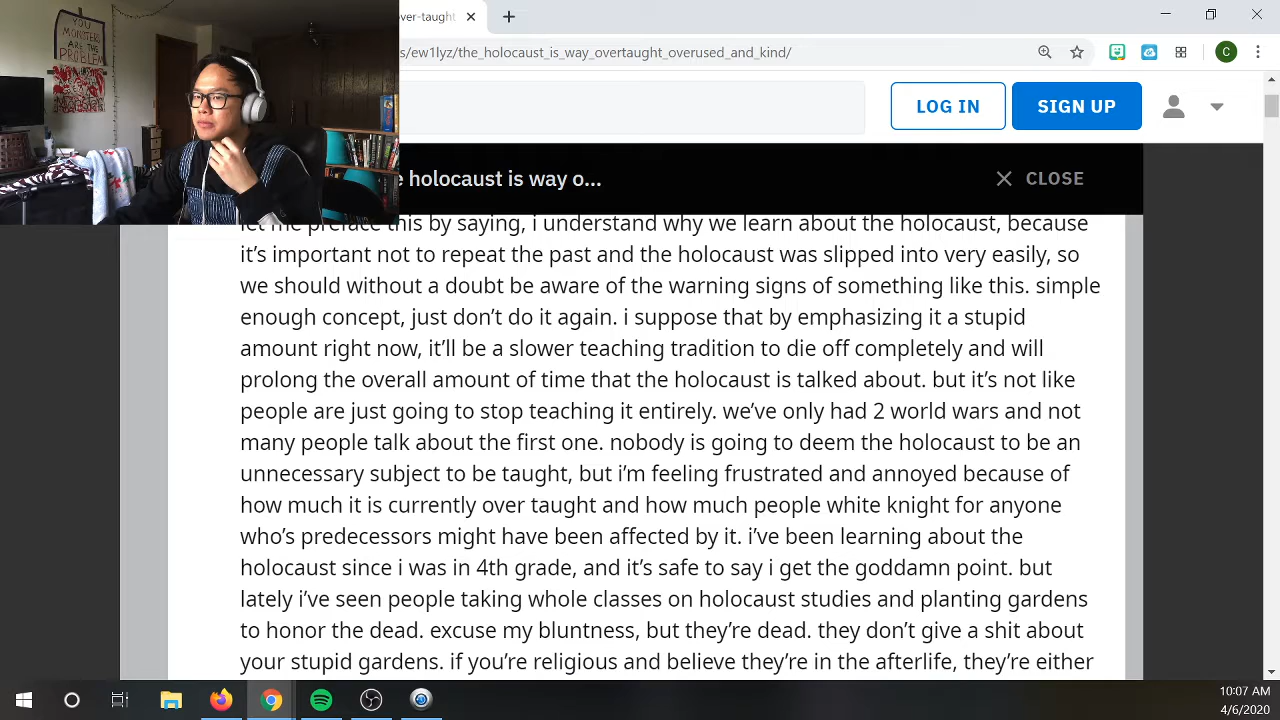 YOU
MONSTERS
ARE THE
PROBLEM
over-taught
s/ew1lyz/the_holocaust_is_way_overtaught_overused_and_kind/
C
LOG IN
SIGN UP
e holocaust is way o...
CLOSE
let me preface this by saying, i understand why we learn about the holocaust, because
it’s important not to repeat the past and the holocaust was slipped into very easily, so
we should without a doubt be aware of the warning signs of something like this. simple
enough concept, just don’t do it again. i suppose that by emphasizing it a stupid
amount right now, it’ll be a slower teaching tradition to die off completely and will
prolong the overall amount of time that the holocaust is talked about. but it’s not like
people are just going to stop teaching it entirely. we’ve only had 2 world wars and not
many people talk about the first one. nobody is going to deem the holocaust to be an
unnecessary subject to be taught, but i’m feeling frustrated and annoyed because of
how much it is currently over taught and how much people white knight for anyone
who’s predecessors might have been affected by it. i’ve been learning about the
holocaust since i was in 4th grade, and it’s safe to say i get the goddamn point. but
lately i’ve seen people taking whole classes on holocaust studies and planting gardens
to honor the dead. excuse my bluntness, but they’re dead. they don’t give a shit about
your stupid gardens. if you’re religious and believe they’re in the afterlife, they’re either
10:07 AM
4/6/2020